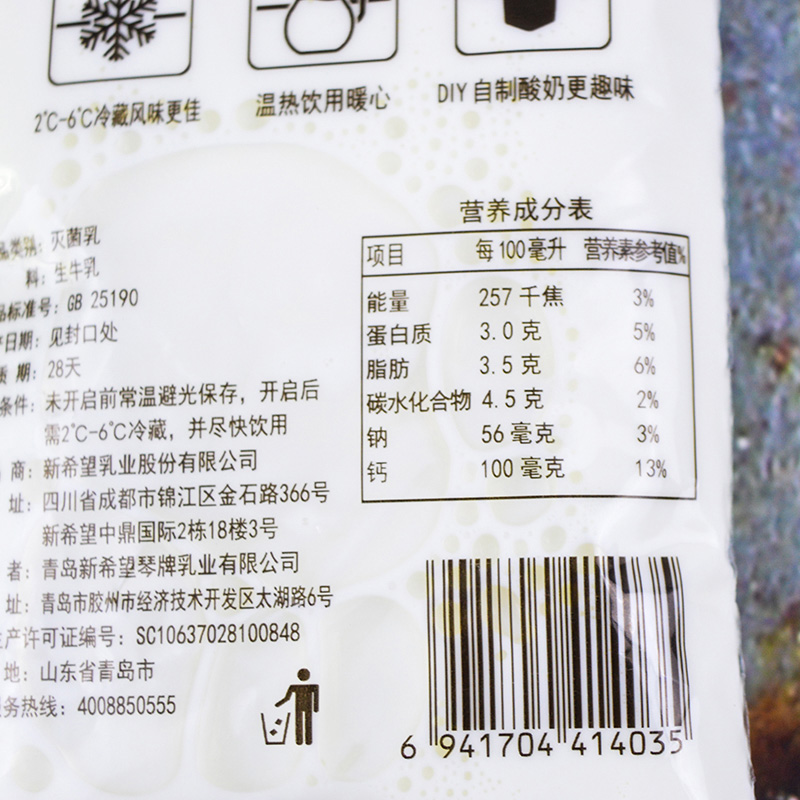 2℃-6℃冷藏风味更佳
温热饮用暖心
DIY 自制酸奶更趣味
品类别: 灭菌乳
料: 生牛乳
品标准号: GB 25190
日期: 见封口处
质 期: 28天
条件: 未开启前常温避光保存，开启后
需2℃-6℃冷藏，并尽快饮用
商: 新希望乳业股份有限公司
址: 四川省成都市锦江区金石路366号
新希望中鼎国际2栋18楼3号
者: 青岛新希望琴牌乳业有限公司
址: 青岛市胶州市经济技术开发区太湖路6号
产许可证编号: SC10637028100848
地: 山东省青岛市
务热线: 4008850555
营养成分表
项目 每100毫升 营养素参考值%
能量 257 千焦 3%
蛋白质 3.0 克 5%
脂肪 3.5 克 6%
碳水化合物 4.5 克 2%
钠 56 毫克 3%
钙 100 毫克 13%
6 941704 414035